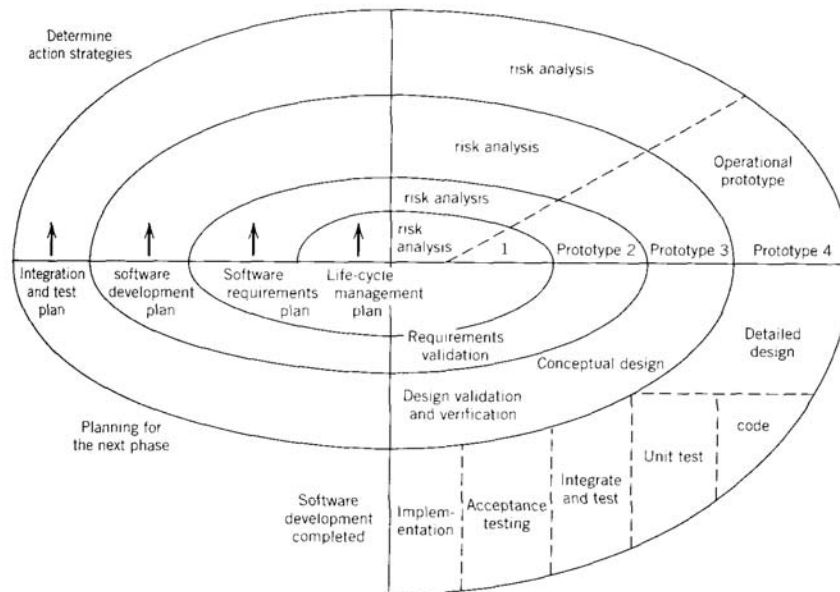 Determine
action strategies
risk analysis
risk analysis
Operational
prototype
risk analysis
risk
analysis
1
Prototype 2
Prototype 3
Prototype 4
Integration
and test
plan
software
development
plan
Software
requirements
plan
Life-cycle
management
plan
Requirements
validation
Conceptual design
Detailed
design
Design validation
and verification
Planning for
the next phase
code
Unit test
Integrate
and test
Acceptance
testing
Implem-
entation
Software
development
completed